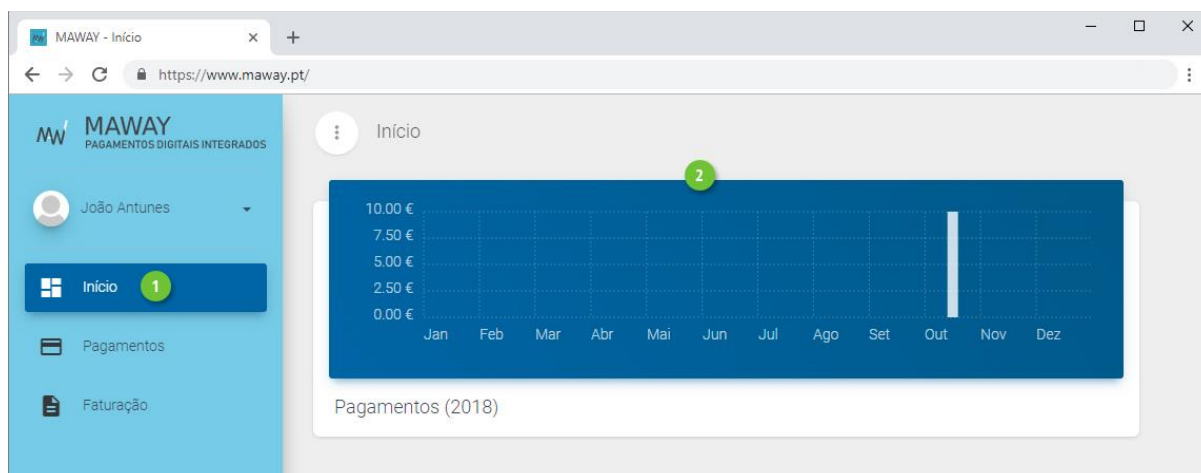 MAWAY - Início
https://www.maway.pt/
MW
MAWAY
PAGAMENTOS DIGITAIS INTEGRADOS
João Antunes
Início 1
Pagamentos
Faturação
Início
2
10.00 €
7.50 €
5.00 €
2.50 €
0.00 €
Jan Feb Mar Abr Mai Jun Jul Ago Set Out Nov Dez
Pagamentos (2018)